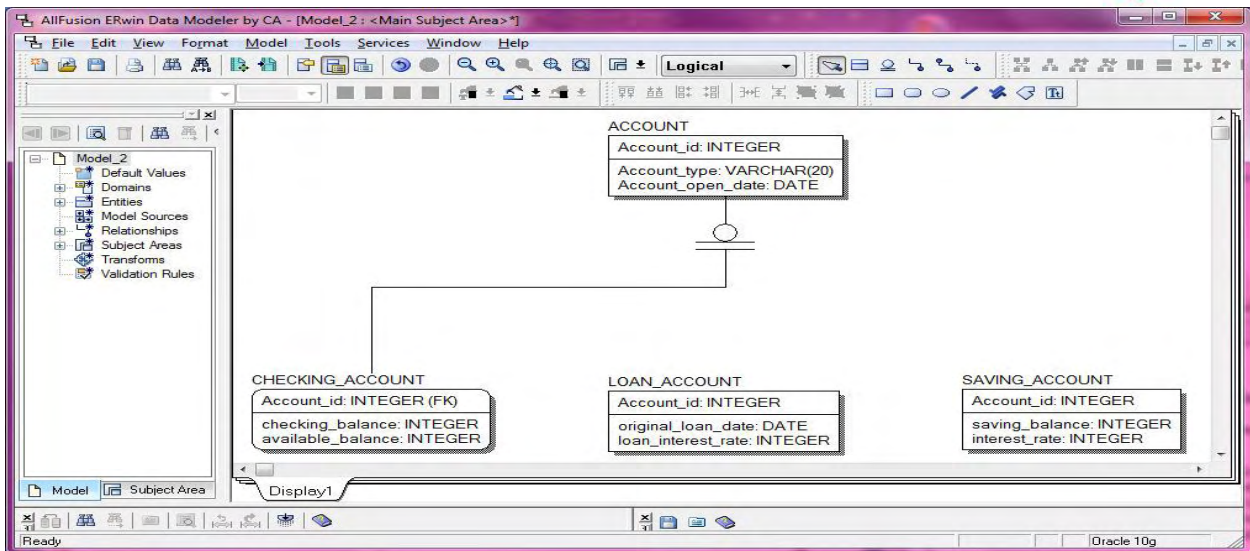 AllFusion ERwin Data Modeler by CA - [Model_2 : <Main Subject Area>*]
File Edit View Format Model Tools Services Window Help
Logical
Model_2
Default Values
Domains
Entities
Model Sources
Relationships
Subject Areas
Transforms
Validation Rules
ACCOUNT
Account_id: INTEGER
Account_type: VARCHAR(20)
Account_open_date: DATE
CHECKING_ACCOUNT
Account_id: INTEGER (FK)
checking_balance: INTEGER
available_balance: INTEGER
LOAN_ACCOUNT
Account_id: INTEGER
original_loan_date: DATE
loan_interest_rate: INTEGER
SAVING_ACCOUNT
Account_id: INTEGER
saving_balance: INTEGER
interest_rate: INTEGER
Model Subject Area
Display1
Ready Oracle 10g